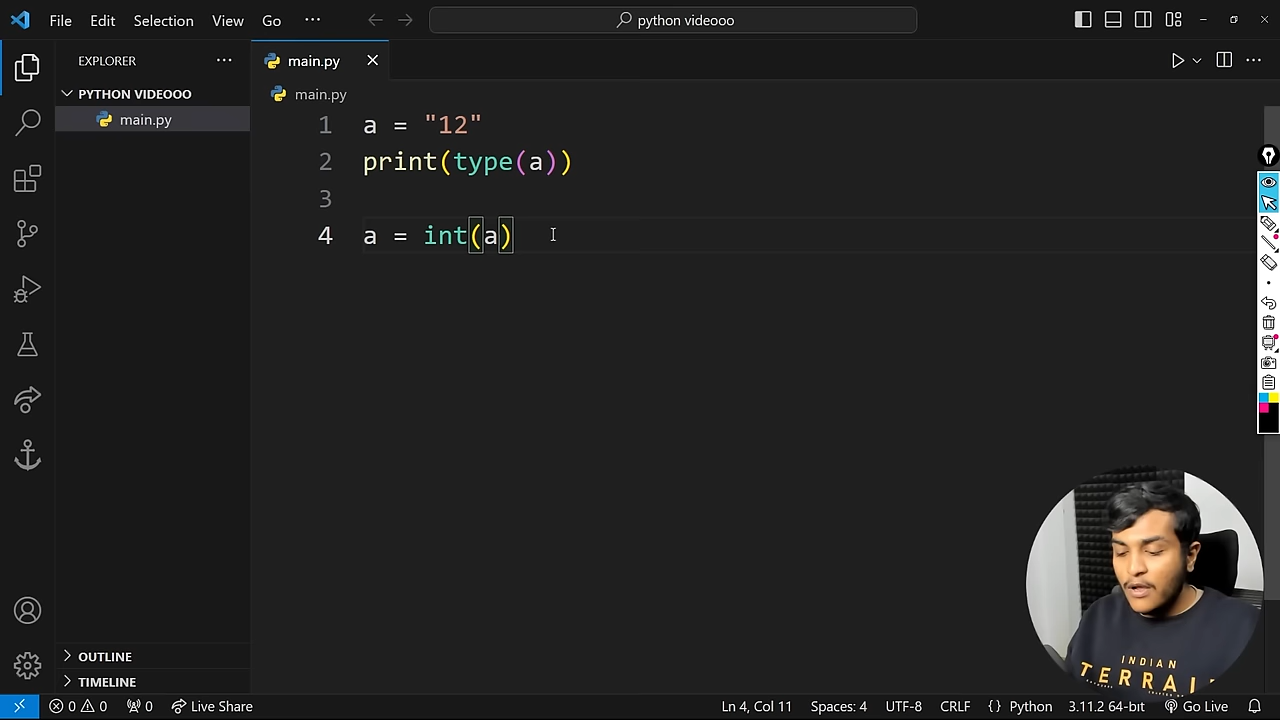 File Edit Selection View Go ··· python videooo
EXPLORER ···
PYTHON VIDEOOO
main.py
main.py
main.py
1 a = "12"
2 print(type(a))
3
4 a = int(a)
INDIAN
TERRAI
OUTLINE
TIMELINE
0 0 0 Live Share Ln 4, Col 11 Spaces: 4 UTF-8 CRLF {} Python 3.11.2 64-bit Go Live